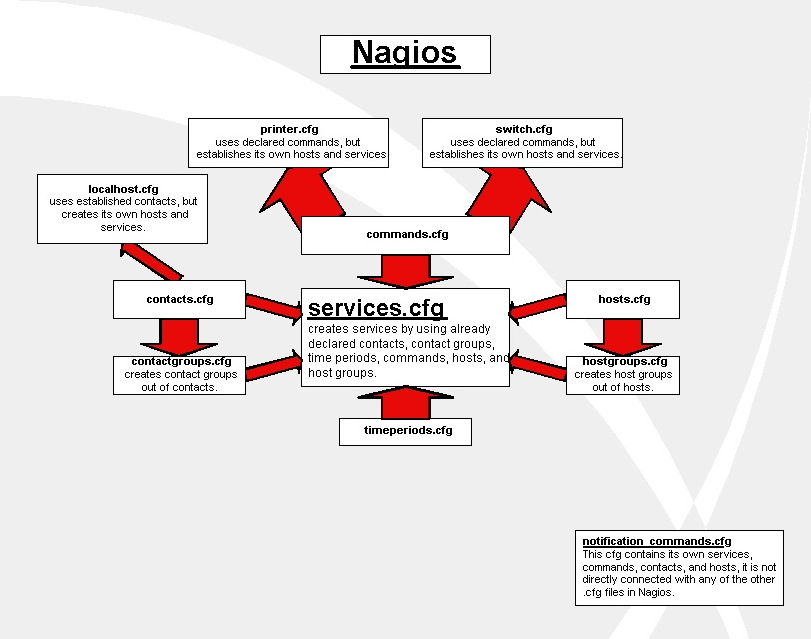 Nagios
printer.cfg
uses declared commands, but
establishes its own hosts and services
switch.cfg
uses declared commands, but
establishes its own hosts and services.
localhost.cfg
uses established contacts, but
creates its own hosts and
services.
commands.cfg
contacts.cfg
services.cfg
creates services by using already
declared contacts, contact groups,
time periods, commands, hosts, and
host groups.
hosts.cfg
contactgroups.cfg
creates contact groups
out of contacts.
hostgroups.cfg
creates host groups
out of hosts.
timeperiods.cfg
notification_commands.cfg
This cfg contains its own services,
commands, contacts, and hosts, it is not
directly connected with any of the other
.cfg files in Nagios.